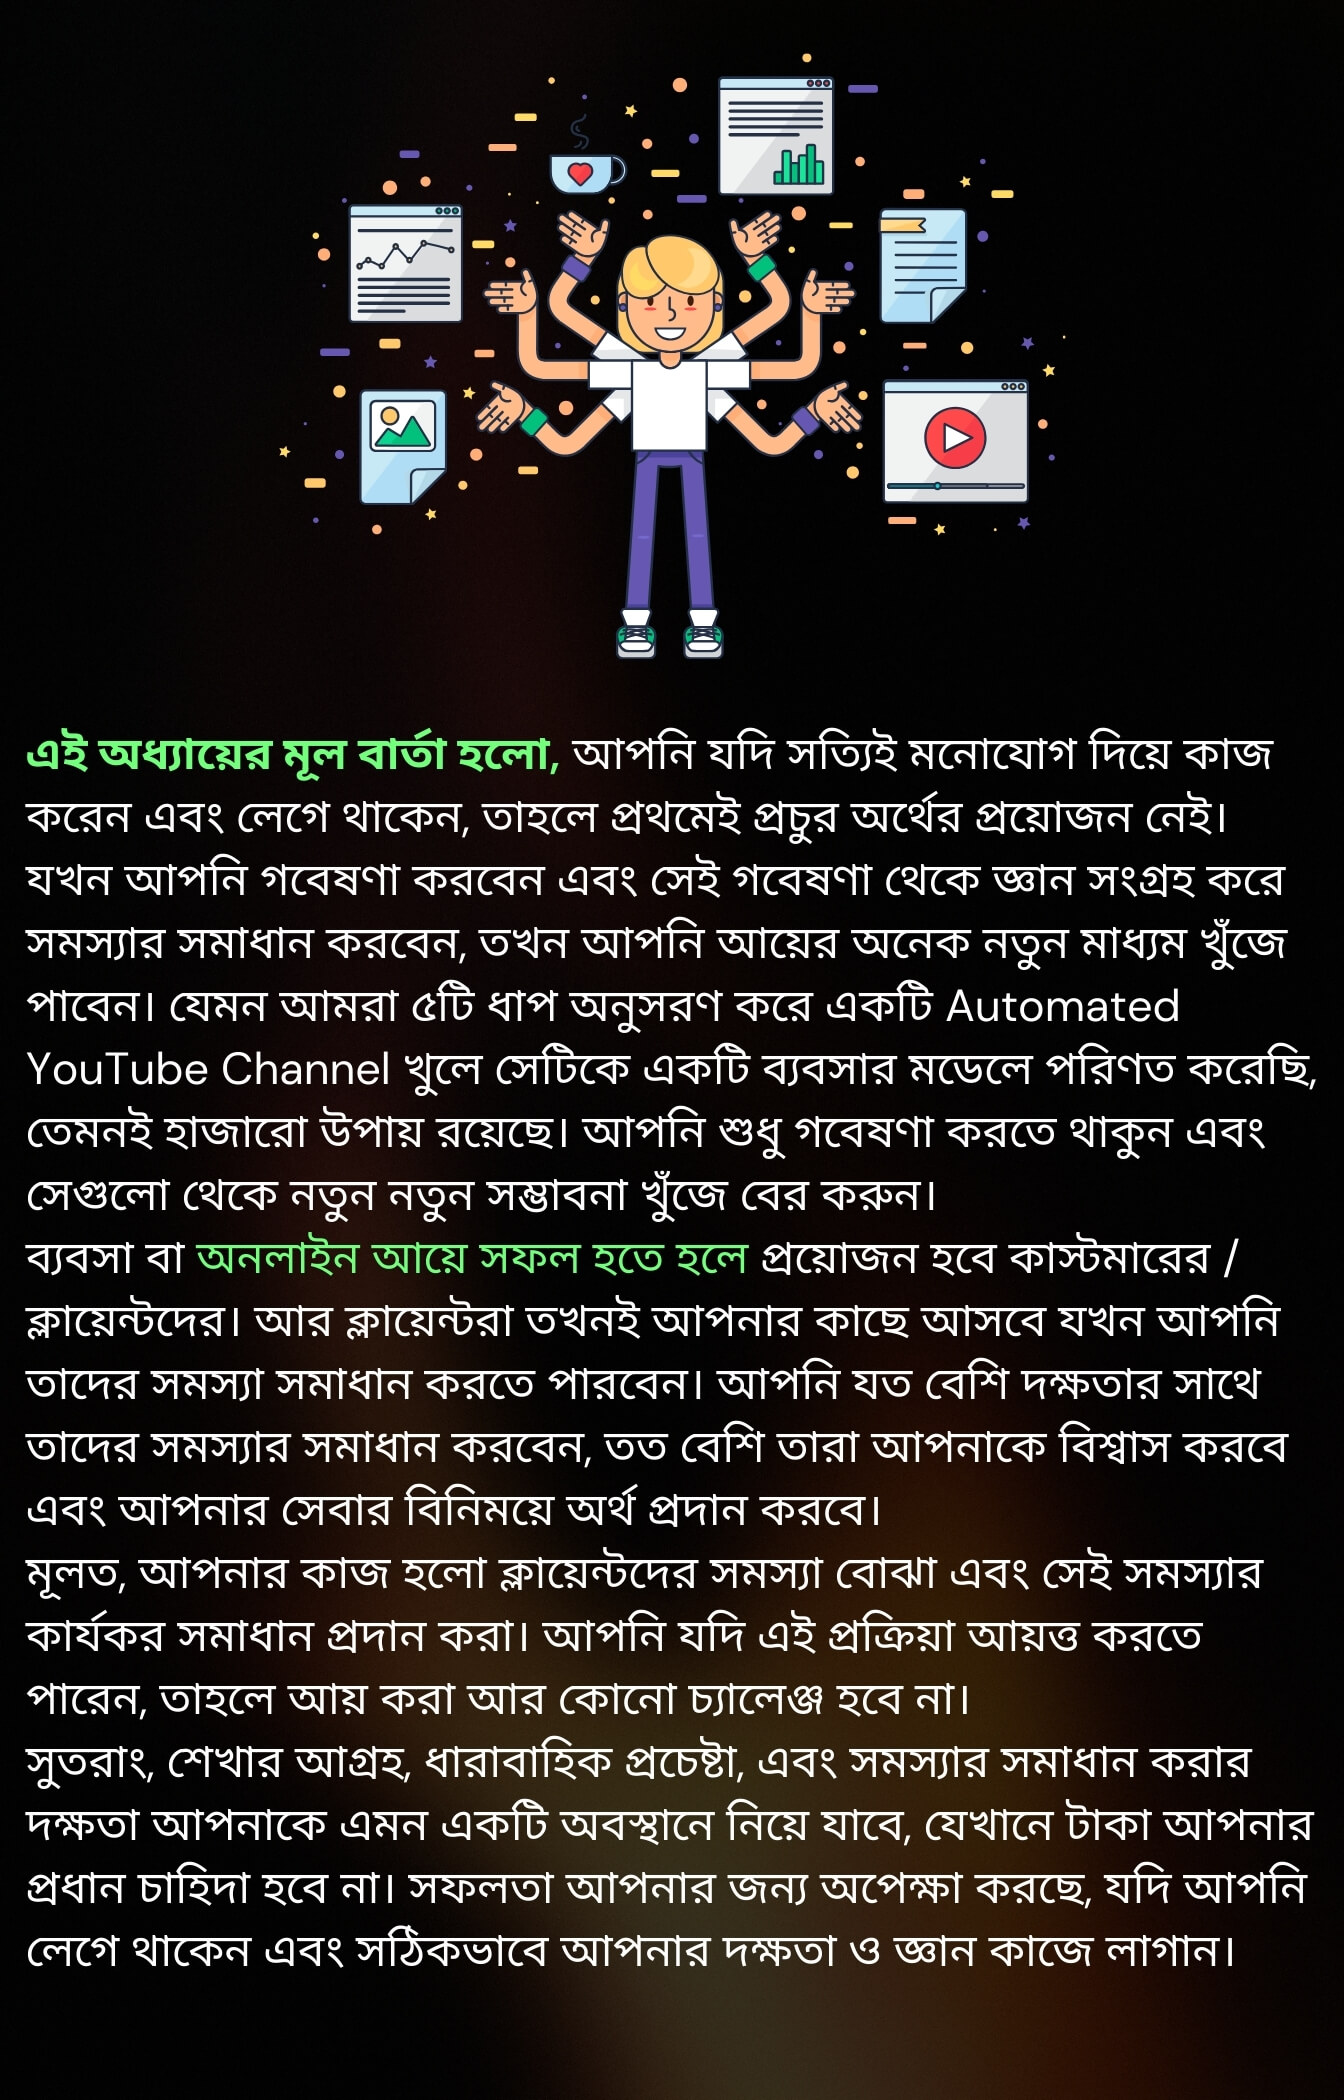 এই অধ্যায়ের মূল বার্তা হলো, আপনি যদি সত্যিই মনোযোগ দিয়ে কাজ
করেন এবং লেগে থাকেন, তাহলে প্রথমেই প্রচুর অর্থের প্রয়োজন নেই।
যখন আপনি গবেষণা করবেন এবং সেই গবেষণা থেকে জ্ঞান সংগ্রহ করে
সমস্যার সমাধান করবেন, তখন আপনি আয়ের অনেক নতুন মাধ্যম খুঁজে
পাবেন। যেমন আমরা ৫টি ধাপ অনুসরণ করে একটি Automated
YouTube Channel খুলে সেটিকে একটি ব্যবসার মডেলে পরিণত করেছি,
তেমনই হাজারো উপায় রয়েছে। আপনি শুধু গবেষণা করতে থাকুন এবং
সেগুলো থেকে নতুন নতুন সম্ভাবনা খুঁজে বের করুন।
ব্যবসা বা অনলাইন আয়ে সফল হতে হলে প্রয়োজন হবে কাস্টমারের /
ক্লায়েন্টদের। আর ক্লায়েন্টরা তখনই আপনার কাছে আসবে যখন আপনি
তাদের সমস্যা সমাধান করতে পারবেন। আপনি যত বেশি দক্ষতার সাথে
তাদের সমস্যার সমাধান করবেন, তত বেশি তারা আপনাকে বিশ্বাস করবে
এবং আপনার সেবার বিনিময়ে অর্থ প্রদান করবে।
মূলত, আপনার কাজ হলো ক্লায়েন্টদের সমস্যা বোঝা এবং সেই সমস্যার
কার্যকর সমাধান প্রদান করা। আপনি যদি এই প্রক্রিয়া আয়ত্ত করতে
পারেন, তাহলে আয় করা আর কোনো চ্যালেঞ্জ হবে না।
সুতরাং, শেখার আগ্রহ, ধারাবাহিক প্রচেষ্টা, এবং সমস্যার সমাধান করার
দক্ষতা আপনাকে এমন একটি অবস্থানে নিয়ে যাবে, যেখানে টাকা আপনার
প্রধান চাহিদা হবে না। সফলতা আপনার জন্য অপেক্ষা করছে, যদি আপনি
লেগে থাকেন এবং সঠিকভাবে আপনার দক্ষতা ও জ্ঞান কাজে লাগান।